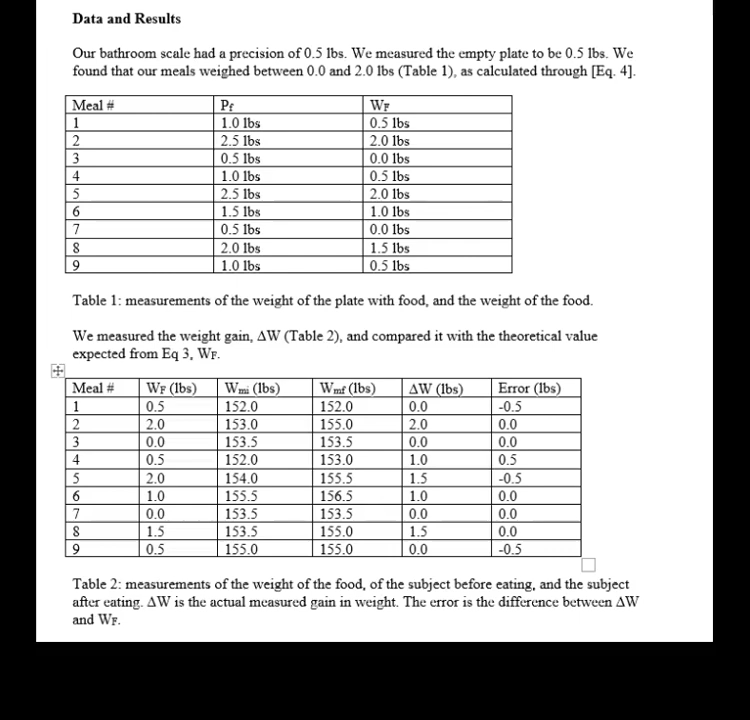 Data and Results
Our bathroom scale had a precision of 0.5 lbs. We measured the empty plate to be 0.5 lbs. We
found that our meals weighed between 0.0 and 2.0 lbs (Table 1), as calculated through [Eq. 4].
Meal # Pf WF
1 1.0 lbs 0.5 lbs
2 2.5 lbs 2.0 lbs
3 0.5 lbs 0.0 lbs
4 1.0 lbs 0.5 lbs
5 2.5 lbs 2.0 lbs
6 1.5 lbs 1.0 lbs
7 0.5 lbs 0.0 lbs
8 2.0 lbs 1.5 lbs
9 1.0 lbs 0.5 lbs
Table 1: measurements of the weight of the plate with food, and the weight of the food.
We measured the weight gain, ΔW (Table 2), and compared it with the theoretical value
expected from Eq 3, WF.
Meal # WF (lbs) Wmi (lbs) Wmf (lbs) ΔW (lbs) Error (lbs)
1 0.5 152.0 152.0 0.0 -0.5
2 2.0 153.0 155.0 2.0 0.0
3 0.0 153.5 153.5 0.0 0.0
4 0.5 152.0 153.0 1.0 0.5
5 2.0 154.0 155.5 1.5 -0.5
6 1.0 155.5 156.5 1.0 0.0
7 0.0 153.5 153.5 0.0 0.0
8 1.5 153.5 155.0 1.5 0.0
9 0.5 155.0 155.0 0.0 -0.5
Table 2: measurements of the weight of the food, of the subject before eating, and the subject
after eating. ΔW is the actual measured gain in weight. The error is the difference between ΔW
and WF.